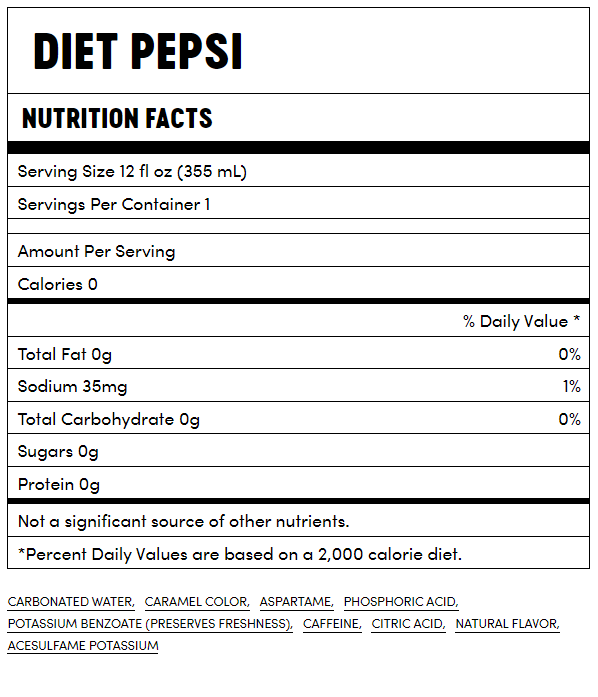 DIET PEPSI
NUTRITION FACTS
Serving Size 12 fl oz (355 mL)
Servings Per Container 1
Amount Per Serving
Calories 0
% Daily Value *
Total Fat 0g 0%
Sodium 35mg 1%
Total Carbohydrate 0g 0%
Sugars 0g
Protein 0g
Not a significant source of other nutrients.
*Percent Daily Values are based on a 2,000 calorie diet.
CARBONATED WATER, CARAMEL COLOR, ASPARTAME, PHOSPHORIC ACID,
POTASSIUM BENZOATE (PRESERVES FRESHNESS), CAFFEINE, CITRIC ACID, NATURAL FLAVOR,
ACESULFAME POTASSIUM